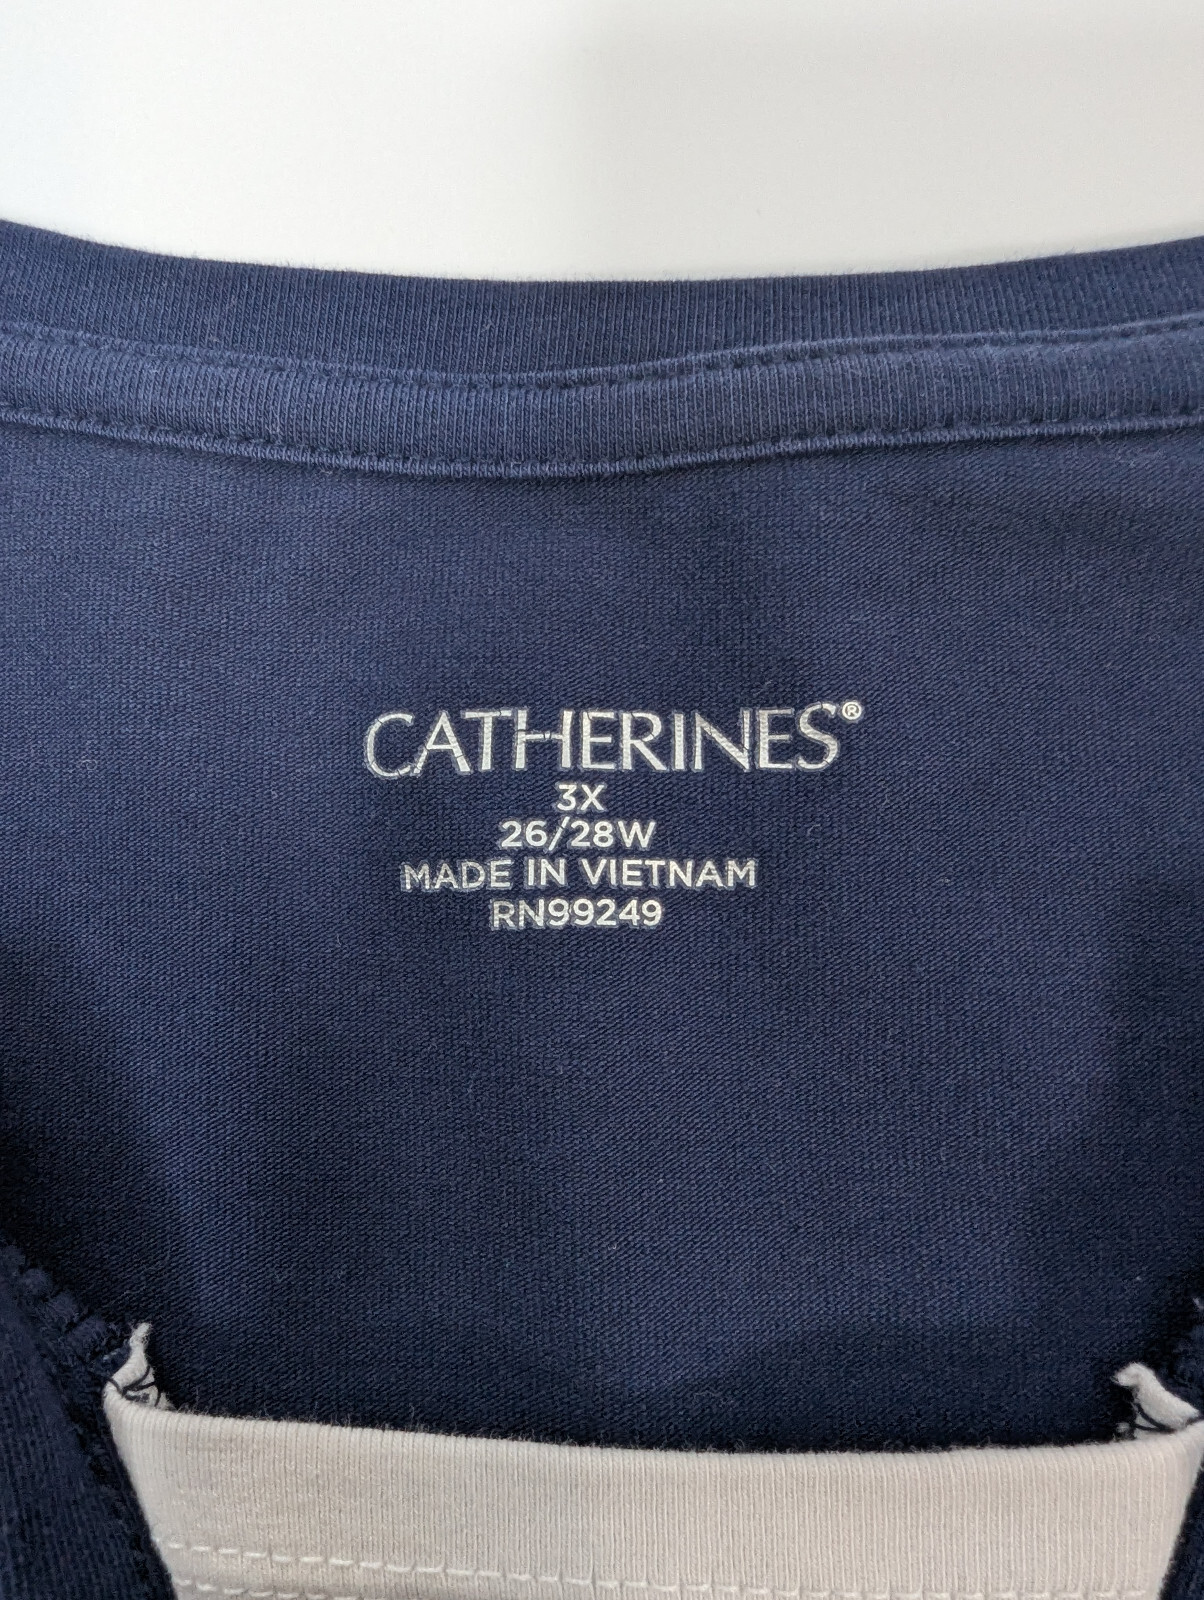 CATHERINES®
3X
26/28W
MADE IN VIETNAM
RN99249